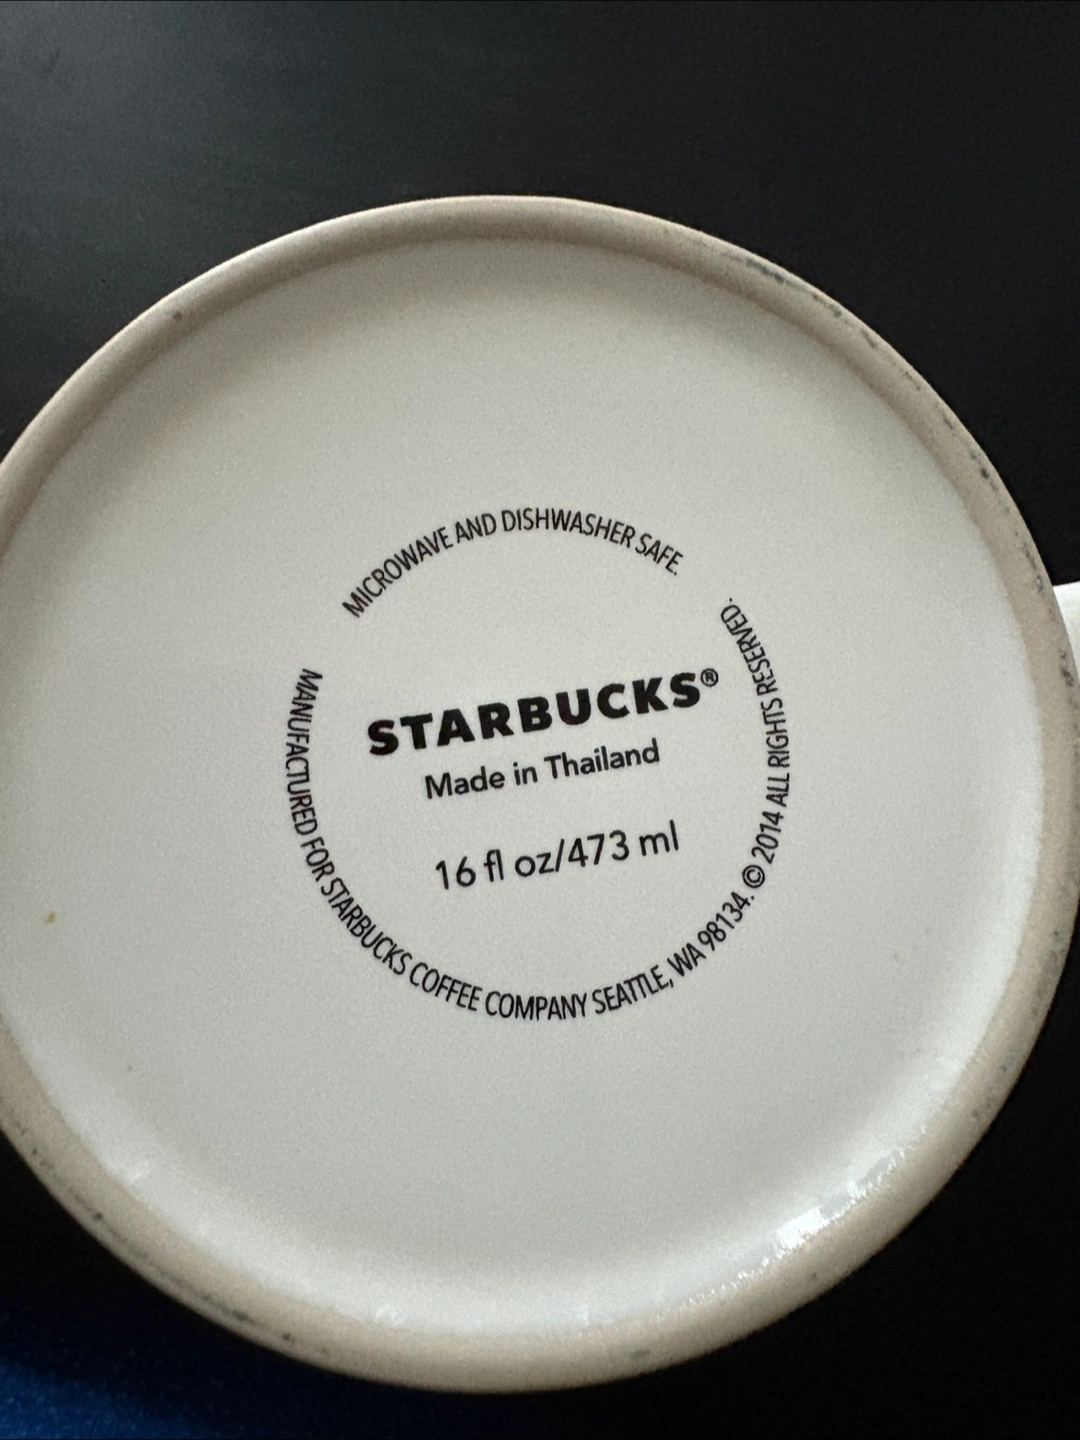 MICROWAVE AND DISHWASHER SAFE.
STARBUCKS®
Made in Thailand
16 fl oz/473 ml
MANUFACTURED FOR STARBUCKS COFFEE COMPANY SEATTLE, WA 98134. © 2014 ALL RIGHTS RESERVED.